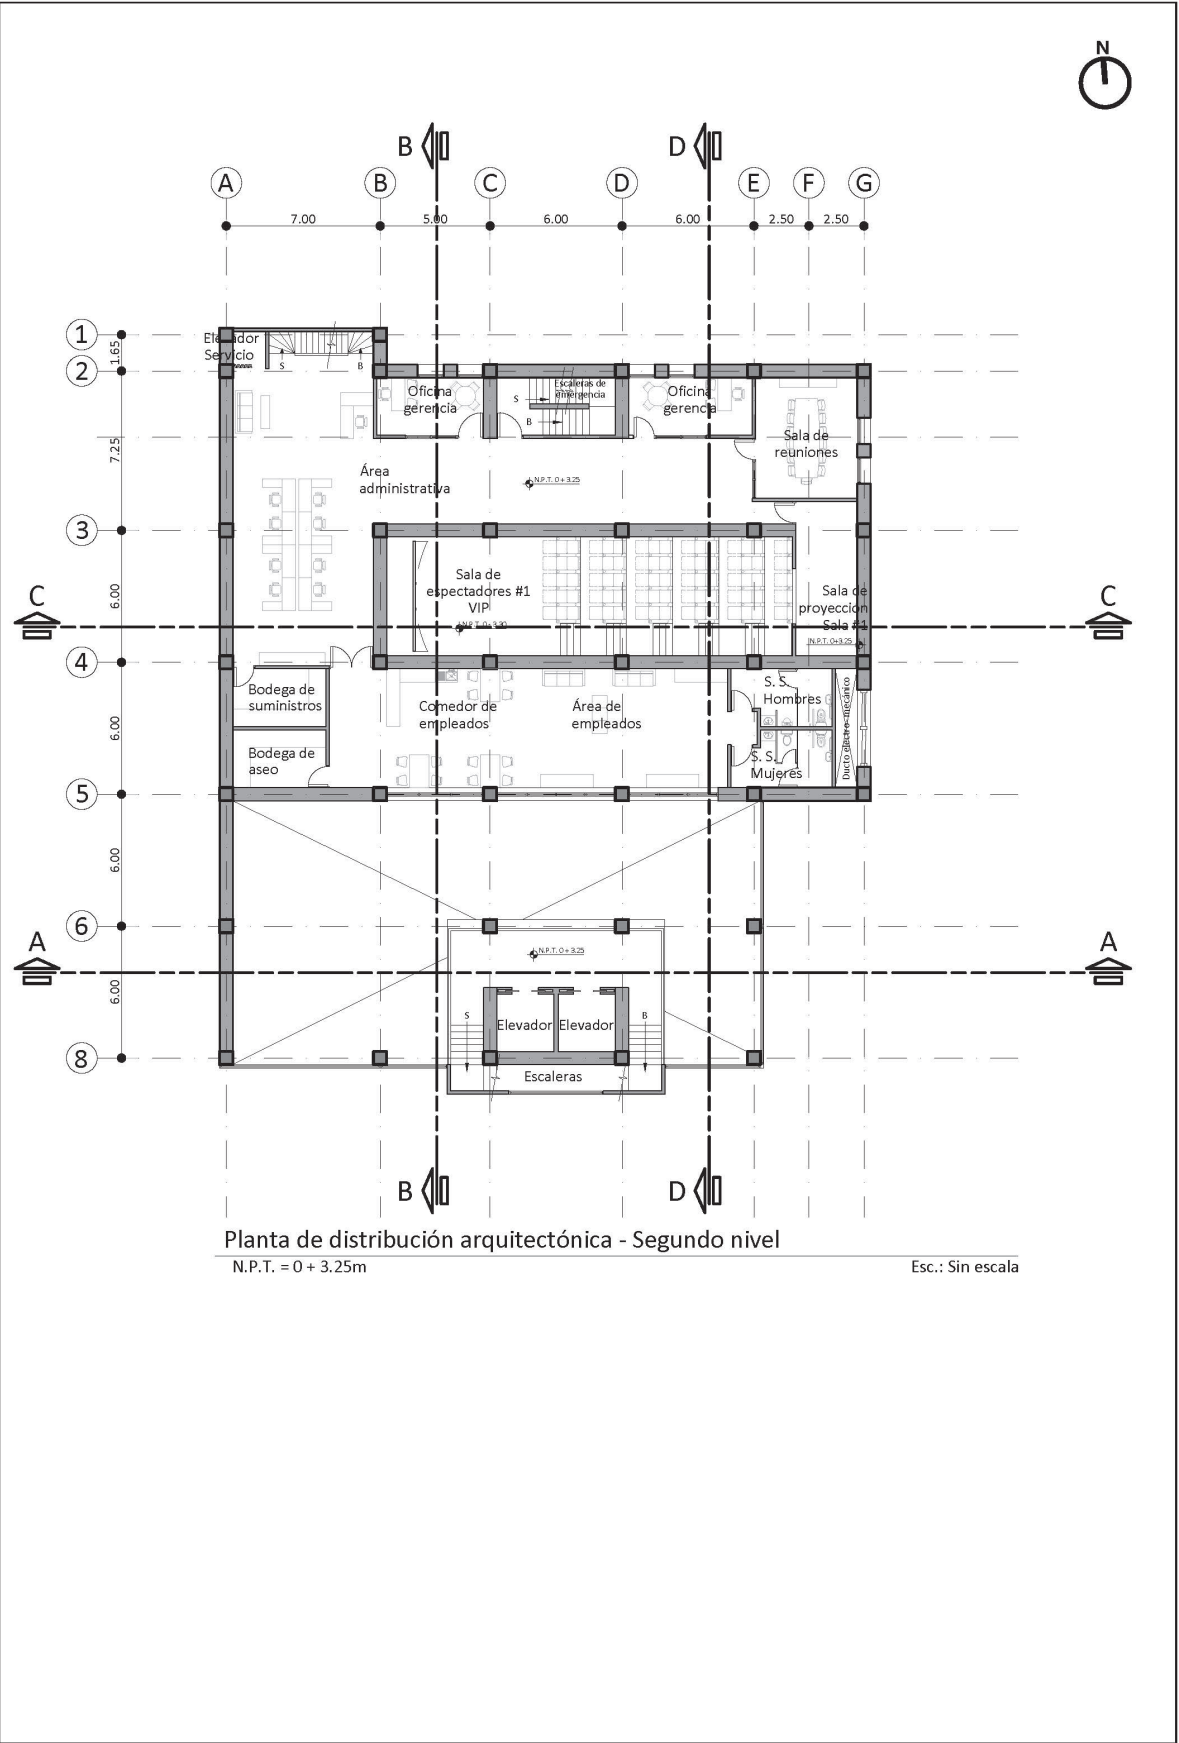 N
B
D
A
B
C
D
E
F
G
7.00
5.00
6.00
6.00
2.50
2.50
1
1.65
2
7.25
3
6.00
4
6.00
5
6.00
6
6.00
8
Elevador
Servicio
S
B
Oficina
gerencia
S
B
Escaleras de
emergencia
Oficina
gerencia
Sala de
reuniones
Área
administrativa
N.P.T. 0+3.25
C
C
Sala de
espectadores #1
VIP
Sala de
proyeccion
Sala #1
N.P.T. 0+3.25
Bodega de
suministros
Comedor de
empleados
Área de
empleados
S. S.
Hombres
Ducto electro-mecánico
Bodega de
aseo
S. S.
Mujeres
A
A
N.P.T. 0+3.25
S
Elevador
Elevador
B
Escaleras
B
D
Planta de distribución arquitectónica - Segundo nivel
N.P.T. = 0 + 3.25m
Esc.: Sin escala